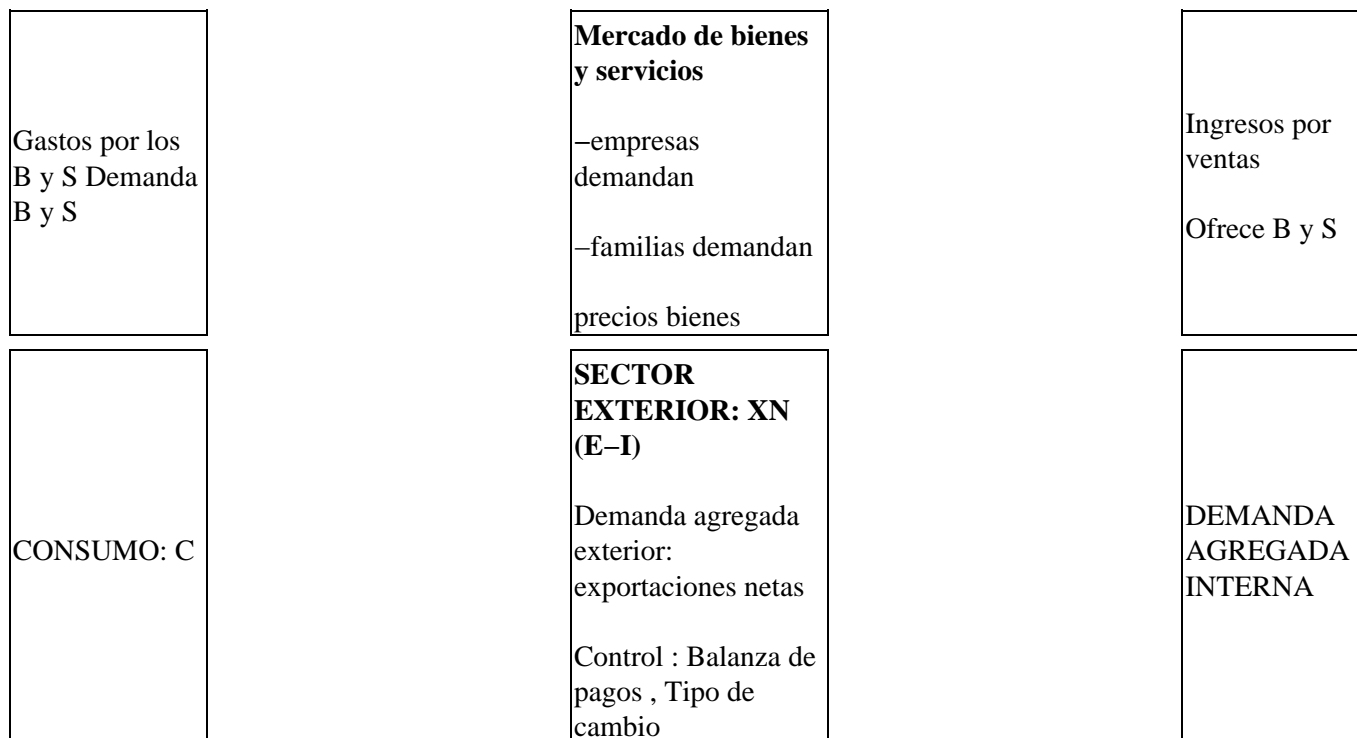 Gastos por los
B y S Demanda
B y S
Mercado de bienes
y servicios
−empresas
demandan
−familias demandan
precios bienes
Ingresos por
ventas
Ofrece B y S
CONSUMO: C
SECTOR
EXTERIOR: XN
(E−I)
Demanda agregada
exterior:
exportaciones netas
Control : Balanza de
pagos , Tipo de
cambio
DEMANDA
AGREGADA
INTERNA